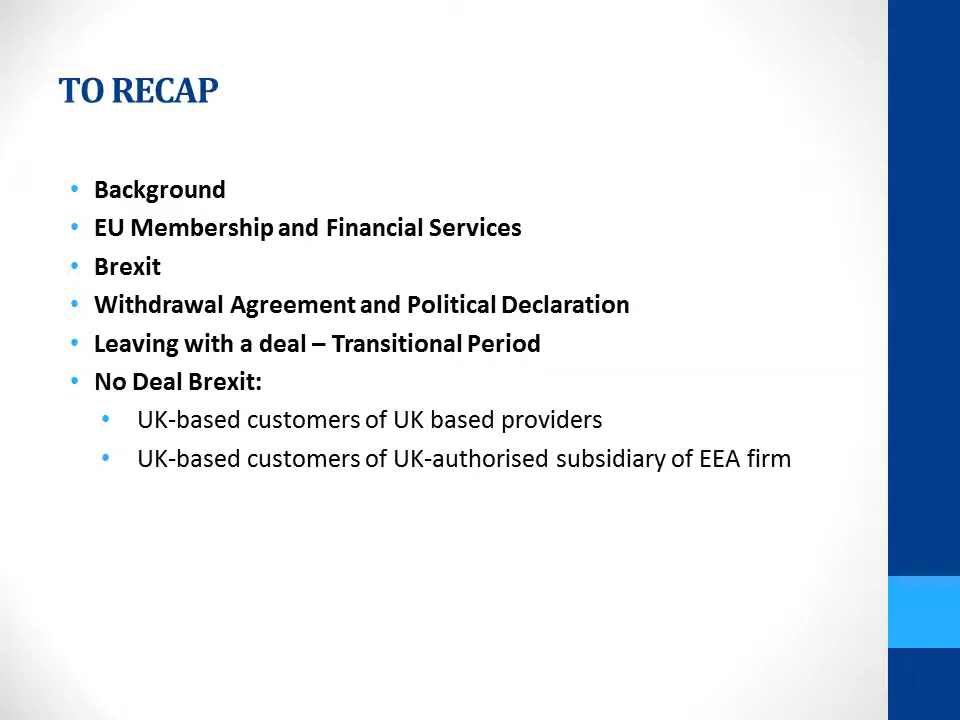 TO RECAP
• Background
• EU Membership and Financial Services
• Brexit
• Withdrawal Agreement and Political Declaration
• Leaving with a deal – Transitional Period
• No Deal Brexit:
• UK-based customers of UK based providers
• UK-based customers of UK-authorised subsidiary of EEA firm